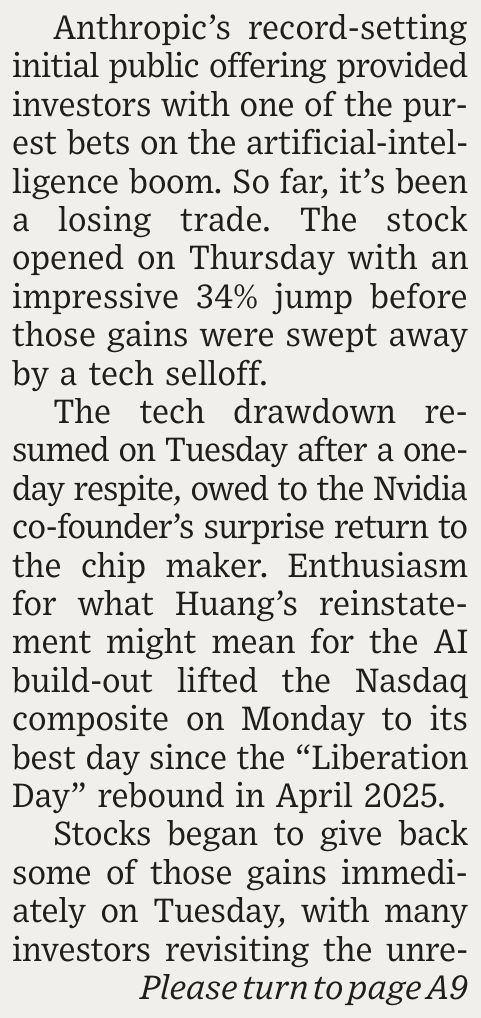 Anthropic’s record-setting
initial public offering provided
investors with one of the pur-
est bets on the artificial-intel-
ligence boom. So far, it’s been
a losing trade. The stock
opened on Thursday with an
impressive 34% jump before
those gains were swept away
by a tech selloff.
The tech drawdown re-
sumed on Tuesday after a one-
day respite, owed to the Nvidia
co-founder’s surprise return to
the chip maker. Enthusiasm
for what Huang’s reinstate-
ment might mean for the AI
build-out lifted the Nasdaq
composite on Monday to its
best day since the “Liberation
Day” rebound in April 2025.
Stocks began to give back
some of those gains immedi-
ately on Tuesday, with many
investors revisiting the unre-
Please turn to page A9